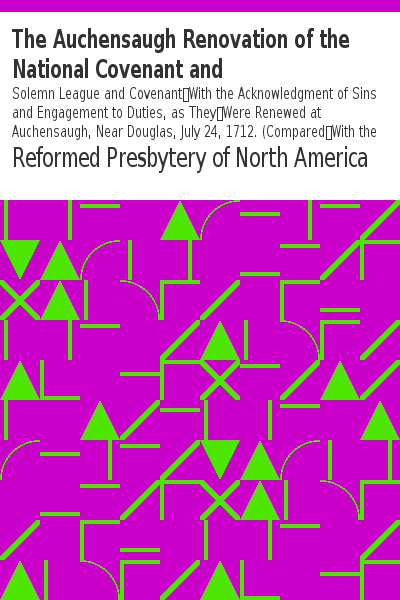 The Auchensaugh Renovation of the
National Covenant and
Solemn League and Covenant▯With the Acknowledgment of Sins
and Engagement to Duties, as They▯Were Renewed at
Auchensaugh, Near Douglas, July 24, 1712. (Compared▯With the
Reformed Presbytery of North America